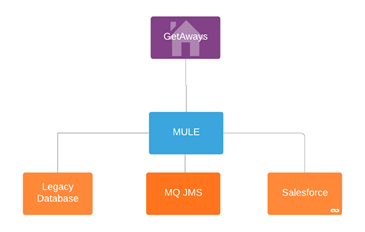 GetAways
MULE
Legacy
Database
MQ JMS
Salesforce